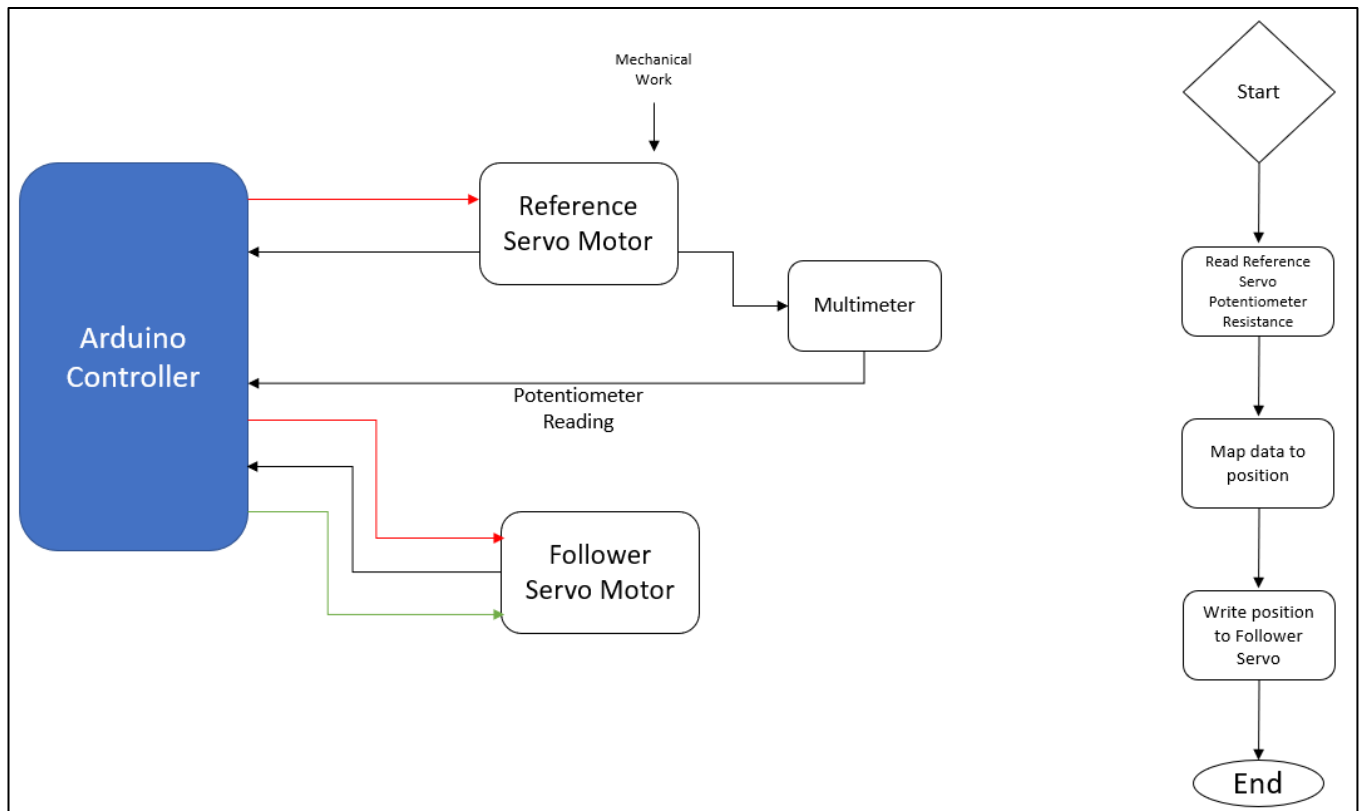 Mechanical
Work
Reference
Servo Motor
Multimeter
Arduino
Controller
Potentiometer
Reading
Follower
Servo Motor
Start
Read Reference
Servo
Potentiometer
Resistance
Map data to
position
Write position
to Follower
Servo
End